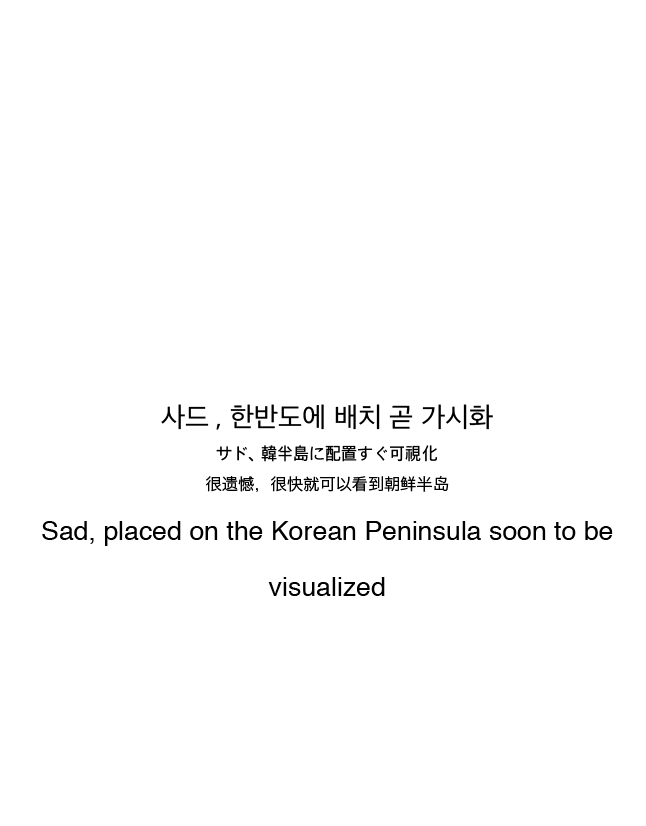 사드 , 한반도에 배치 곧 가시화
サド、韓半島に配置すぐ可視化
很遗憾，很快就可以看到朝鲜半岛
Sad, placed on the Korean Peninsula soon to be
visualized